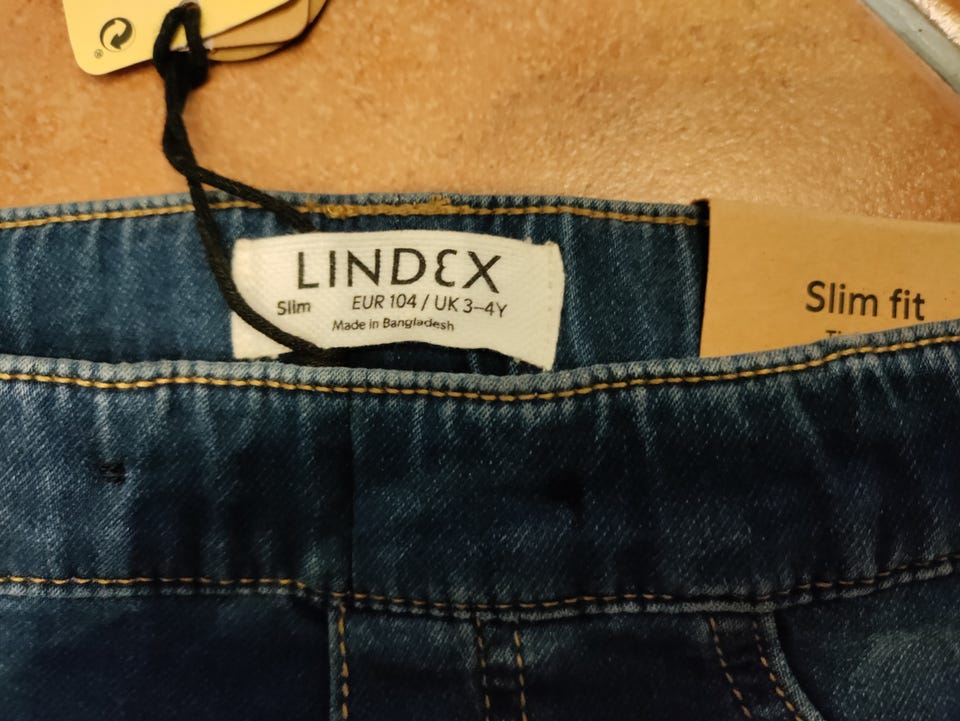 LINDEX
Slim EUR 104 / UK 3–4Y
Made in Bangladesh
Slim fit